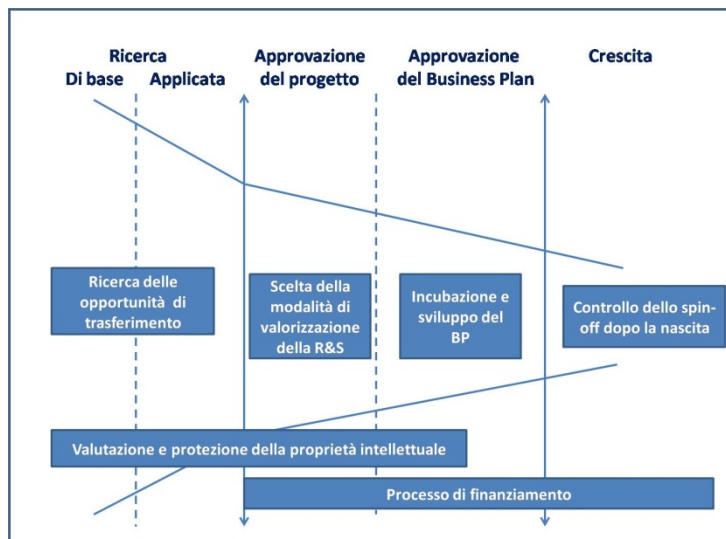 Ricerca
Di base Applicata
Approvazione
del progetto
Approvazione
del Business Plan
Crescita
Ricerca delle
opportunità di
trasferimento
Scelta della
modalità di
valorizzazione
della R&S
Incubazione e
sviluppo del
BP
Controllo dello spin-
off dopo la nascita
Valutazione e protezione della proprietà intellettuale
Processo di finanziamento